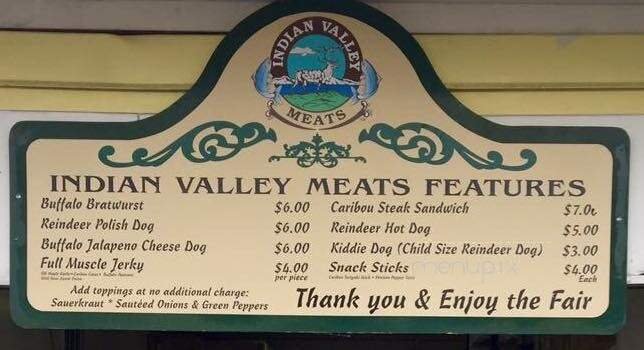 INDIAN VALLEY
MEATS
INDIAN VALLEY MEATS FEATURES
Buffalo Bratwurst $6.00
Reindeer Polish Dog $6.00
Buffalo Jalapeno Cheese Dog $6.00
Full Muscle Jerky $4.00
per piece
Add toppings at no additional charge:
Sauerkraut * Sautéed Onions & Green Peppers
Caribou Steak Sandwich $7.0
Reindeer Hot Dog $5.00
Kiddie Dog (Child Size Reindeer Dog) $3.00
Snack Sticks $4.00
Each
Thank you & Enjoy the Fair